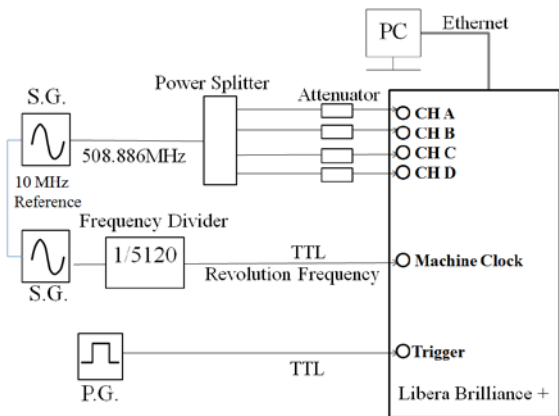 PC
Ethernet
Power Splitter
S.G.
Attenuator
CH A
CH B
508.886MHz
CH C
CH D
10 MHz
Reference
Frequency Divider
1/5120
TTL
Machine Clock
Revolution Frequency
S.G.
Trigger
TTL
P.G.
Libera Brilliance +